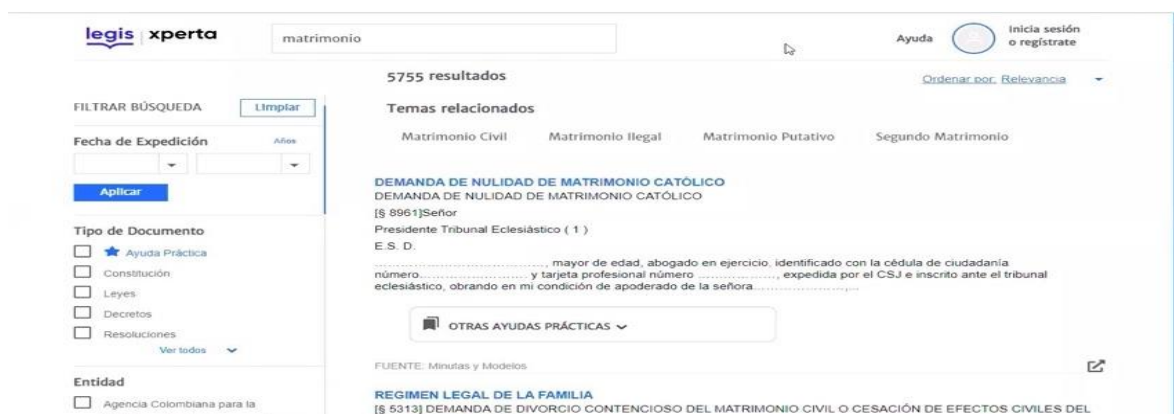 legis xperta
matrimonio
Ayuda
Inicia sesión
o regístrate
5755 resultados
Ordenar por: Relevancia
FILTRAR BÚSQUEDA
Limpiar
Temas relacionados
Fecha de Expedición
Años
Matrimonio Civil
Matrimonio Ilegal
Matrimonio Putativo
Segundo Matrimonio
Aplicar
DEMANDA DE NULIDAD DE MATRIMONIO CATÓLICO
DEMANDA DE NULIDAD DE MATRIMONIO CATÓLICO
[§ 8961]Señor
Presidente Tribunal Eclesiástico ( 1 )
E.S. D.
..................................., mayor de edad, abogado en ejercicio, identificado con la cédula de ciudadanía
número........................ y tarjeta profesional número ................., expedida por el CSJ e inscrito ante el tribunal
eclesiástico, obrando en mi condición de apoderado de la señora........................
OTRAS AYUDAS PRÁCTICAS
FUENTE: Minutas y Modelos
REGIMEN LEGAL DE LA FAMILIA
[§ 5313] DEMANDA DE DIVORCIO CONTENCIOSO DEL MATRIMONIO CIVIL O CESACIÓN DE EFECTOS CIVILES DEL
Tipo de Documento
Ayuda Práctica
Constitución
Leyes
Decretos
Resoluciones
Ver todos
Entidad
Agencia Colombiana para la